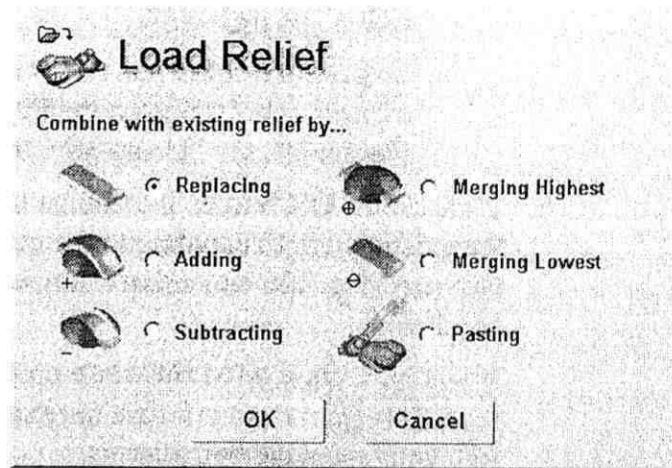 Load Relief
Combine with existing relief by...
Replacing
Merging Highest
Adding
Merging Lowest
Subtracting
Pasting
OK
Cancel